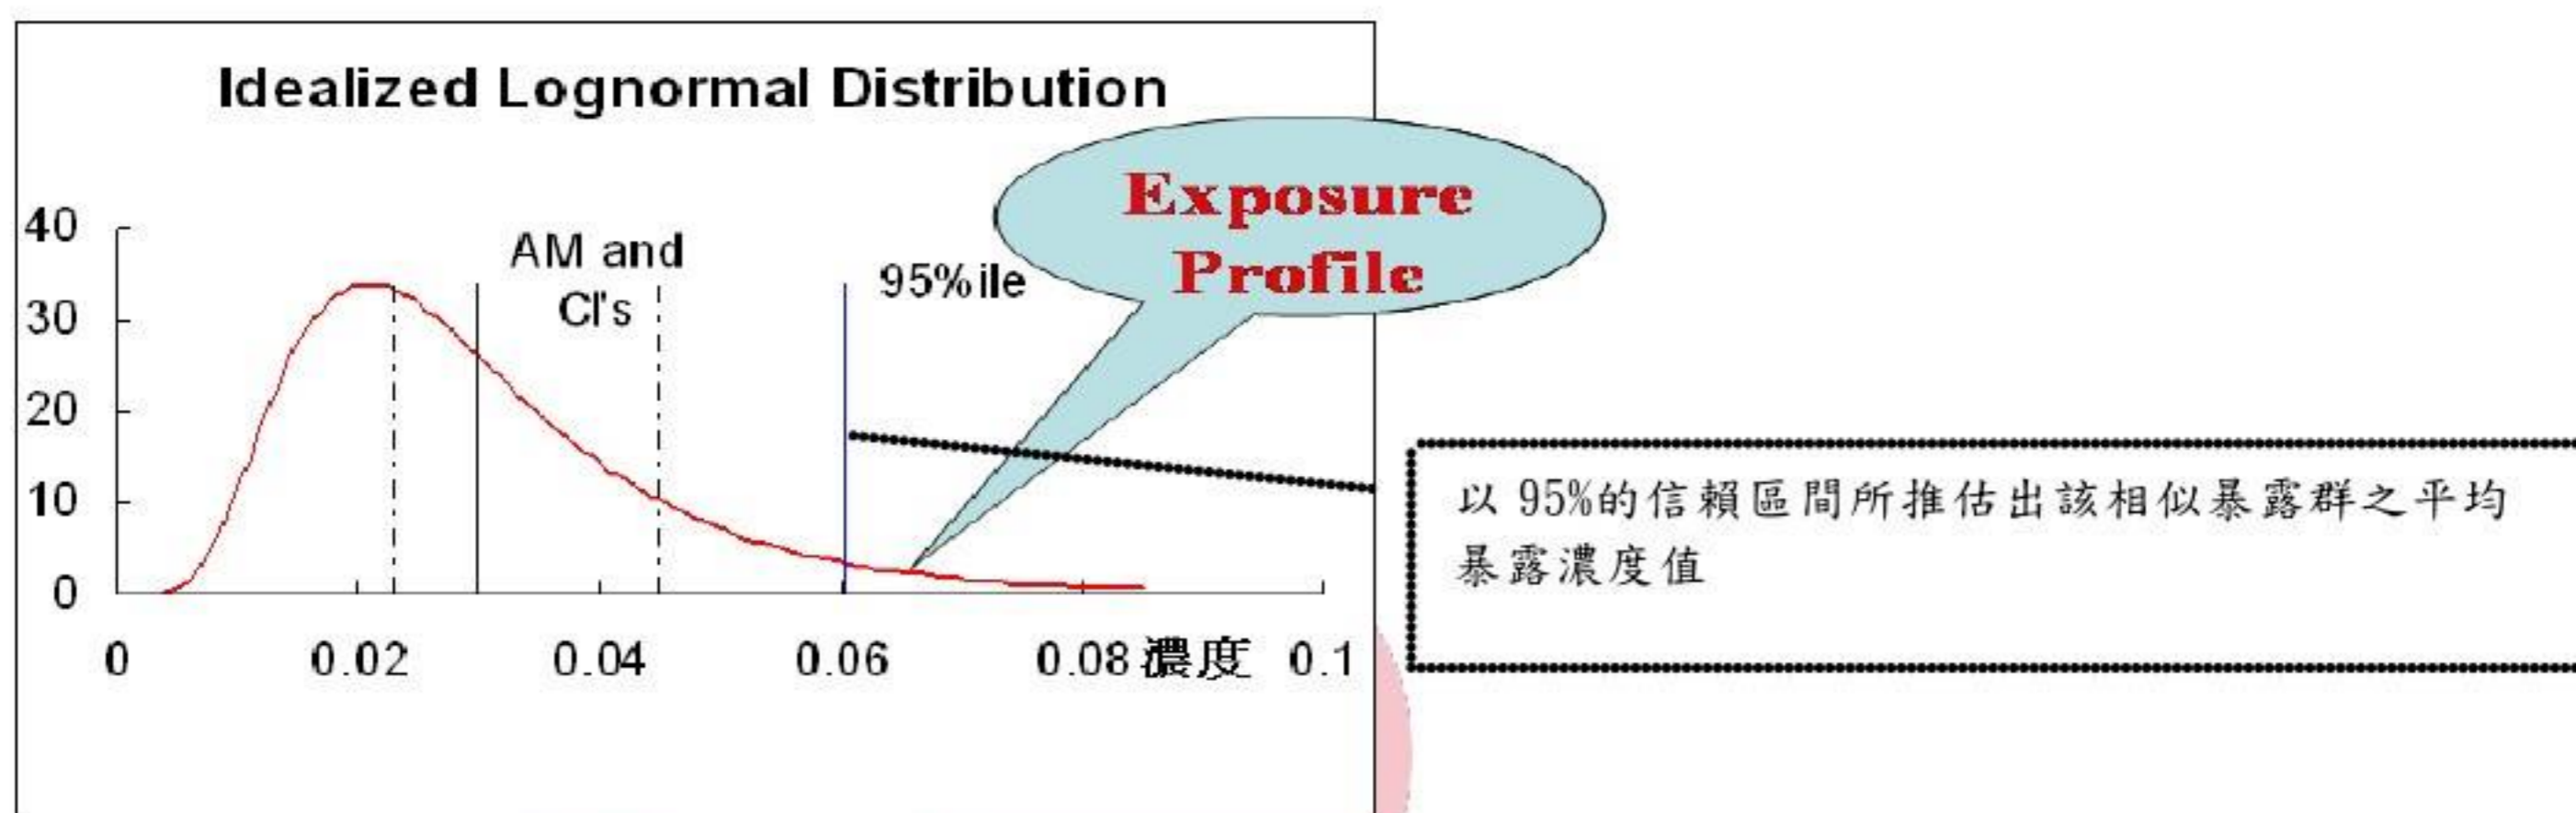 Idealized Lognormal Distribution
Exposure
Profile
AM and
CI's
95%ile
40
30
20
10
0
0 0.02 0.04 0.06 0.08 濃度 0.1
以 95%的信賴區間所推估出該相似暴露群之平均
暴露濃度值